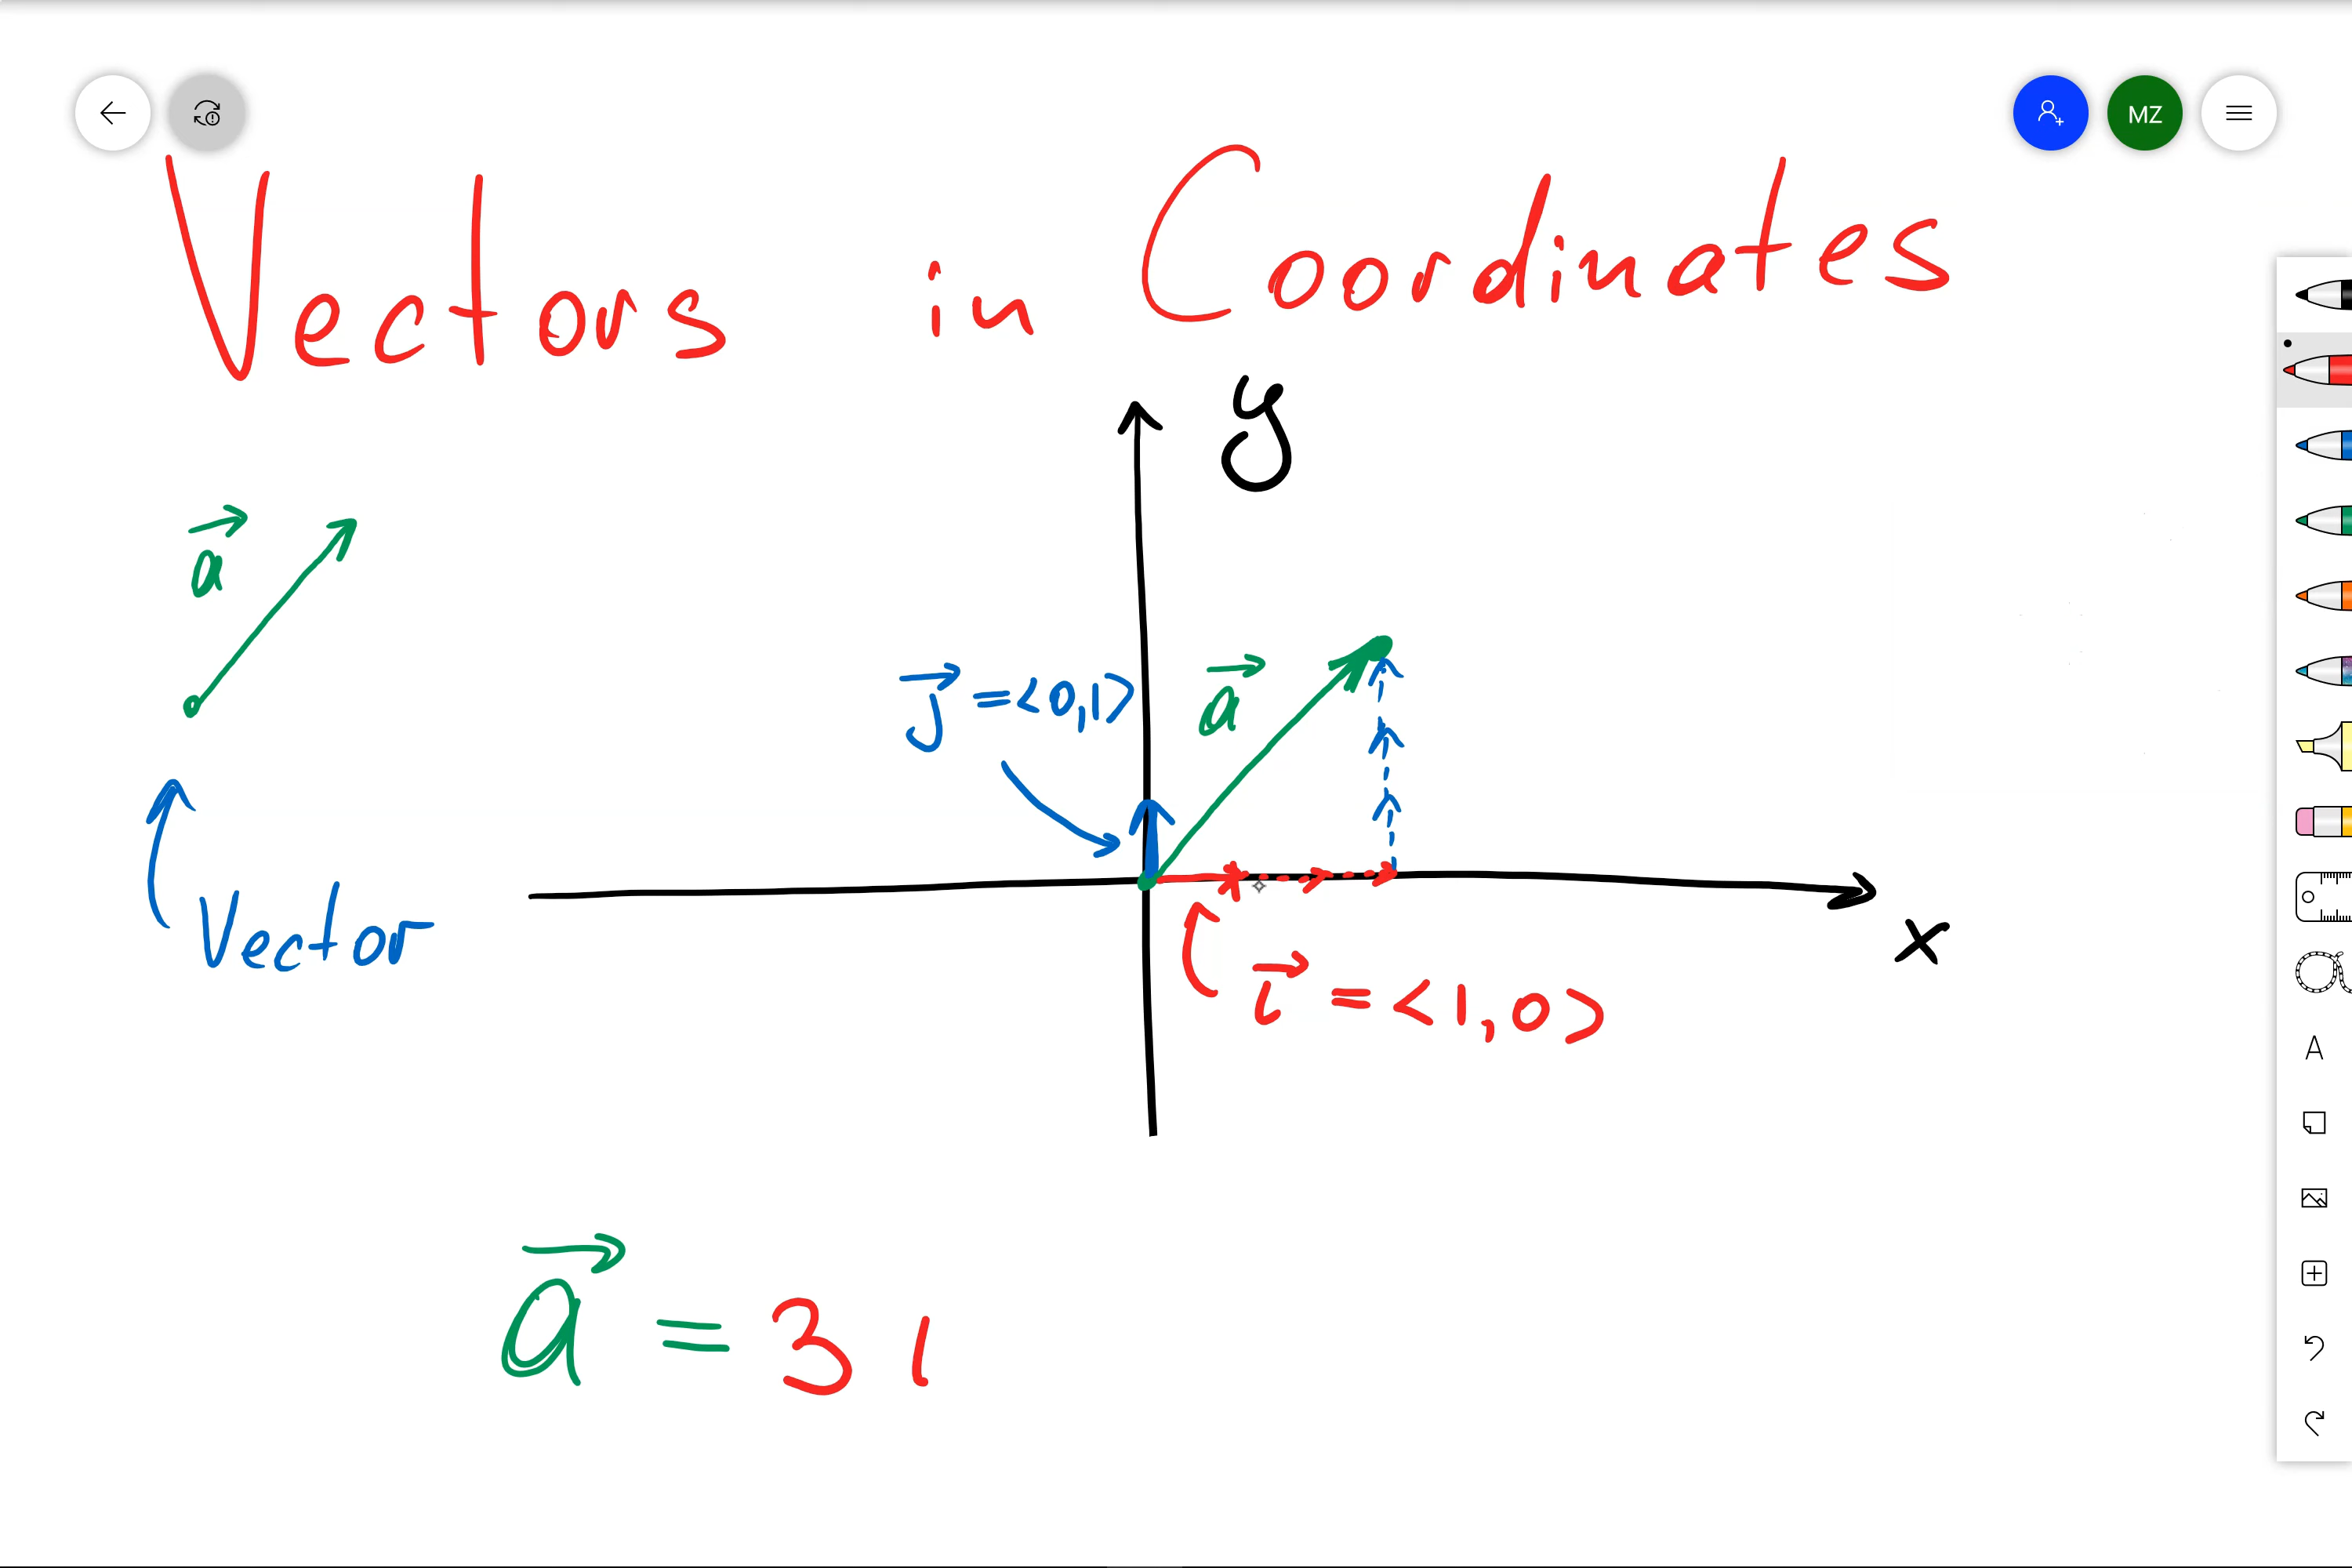 MZ
Vectors in Coordinates
y
a⃗
j⃗ = <0,1>
a⃗
Vector
x
i⃗ = <1,0>
a⃗ = 3 ı